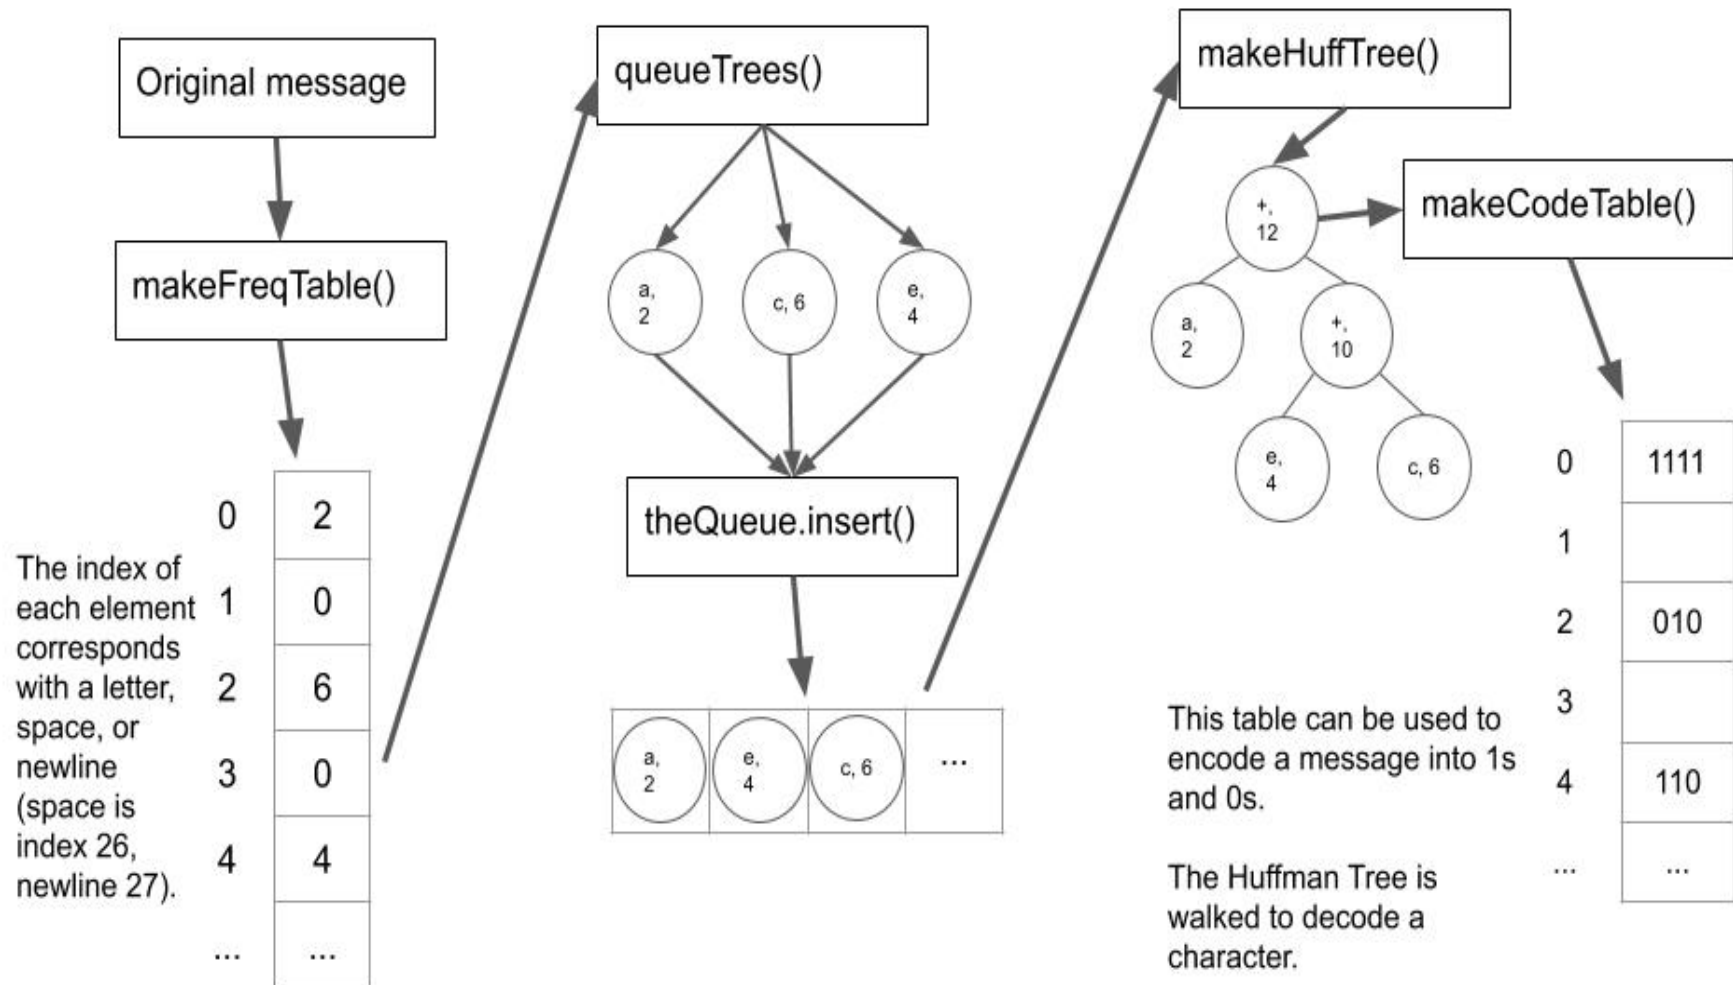 Original message
makeFreqTable()
The index of
each element
corresponds
with a letter,
space, or
newline
(space is
index 26,
newline 27).
0 2
1 0
2 6
3 0
4 4
... ...
queueTrees()
a,
2
c, 6
e,
4
theQueue.insert()
a,
2
e,
4
c, 6
...
makeHuffTree()
+,
12
a,
2
+,
10
e,
4
c, 6
makeCodeTable()
0 1111
1
2 010
3
4 110
... ...
This table can be used to
encode a message into 1s
and 0s.
The Huffman Tree is
walked to decode a
character.